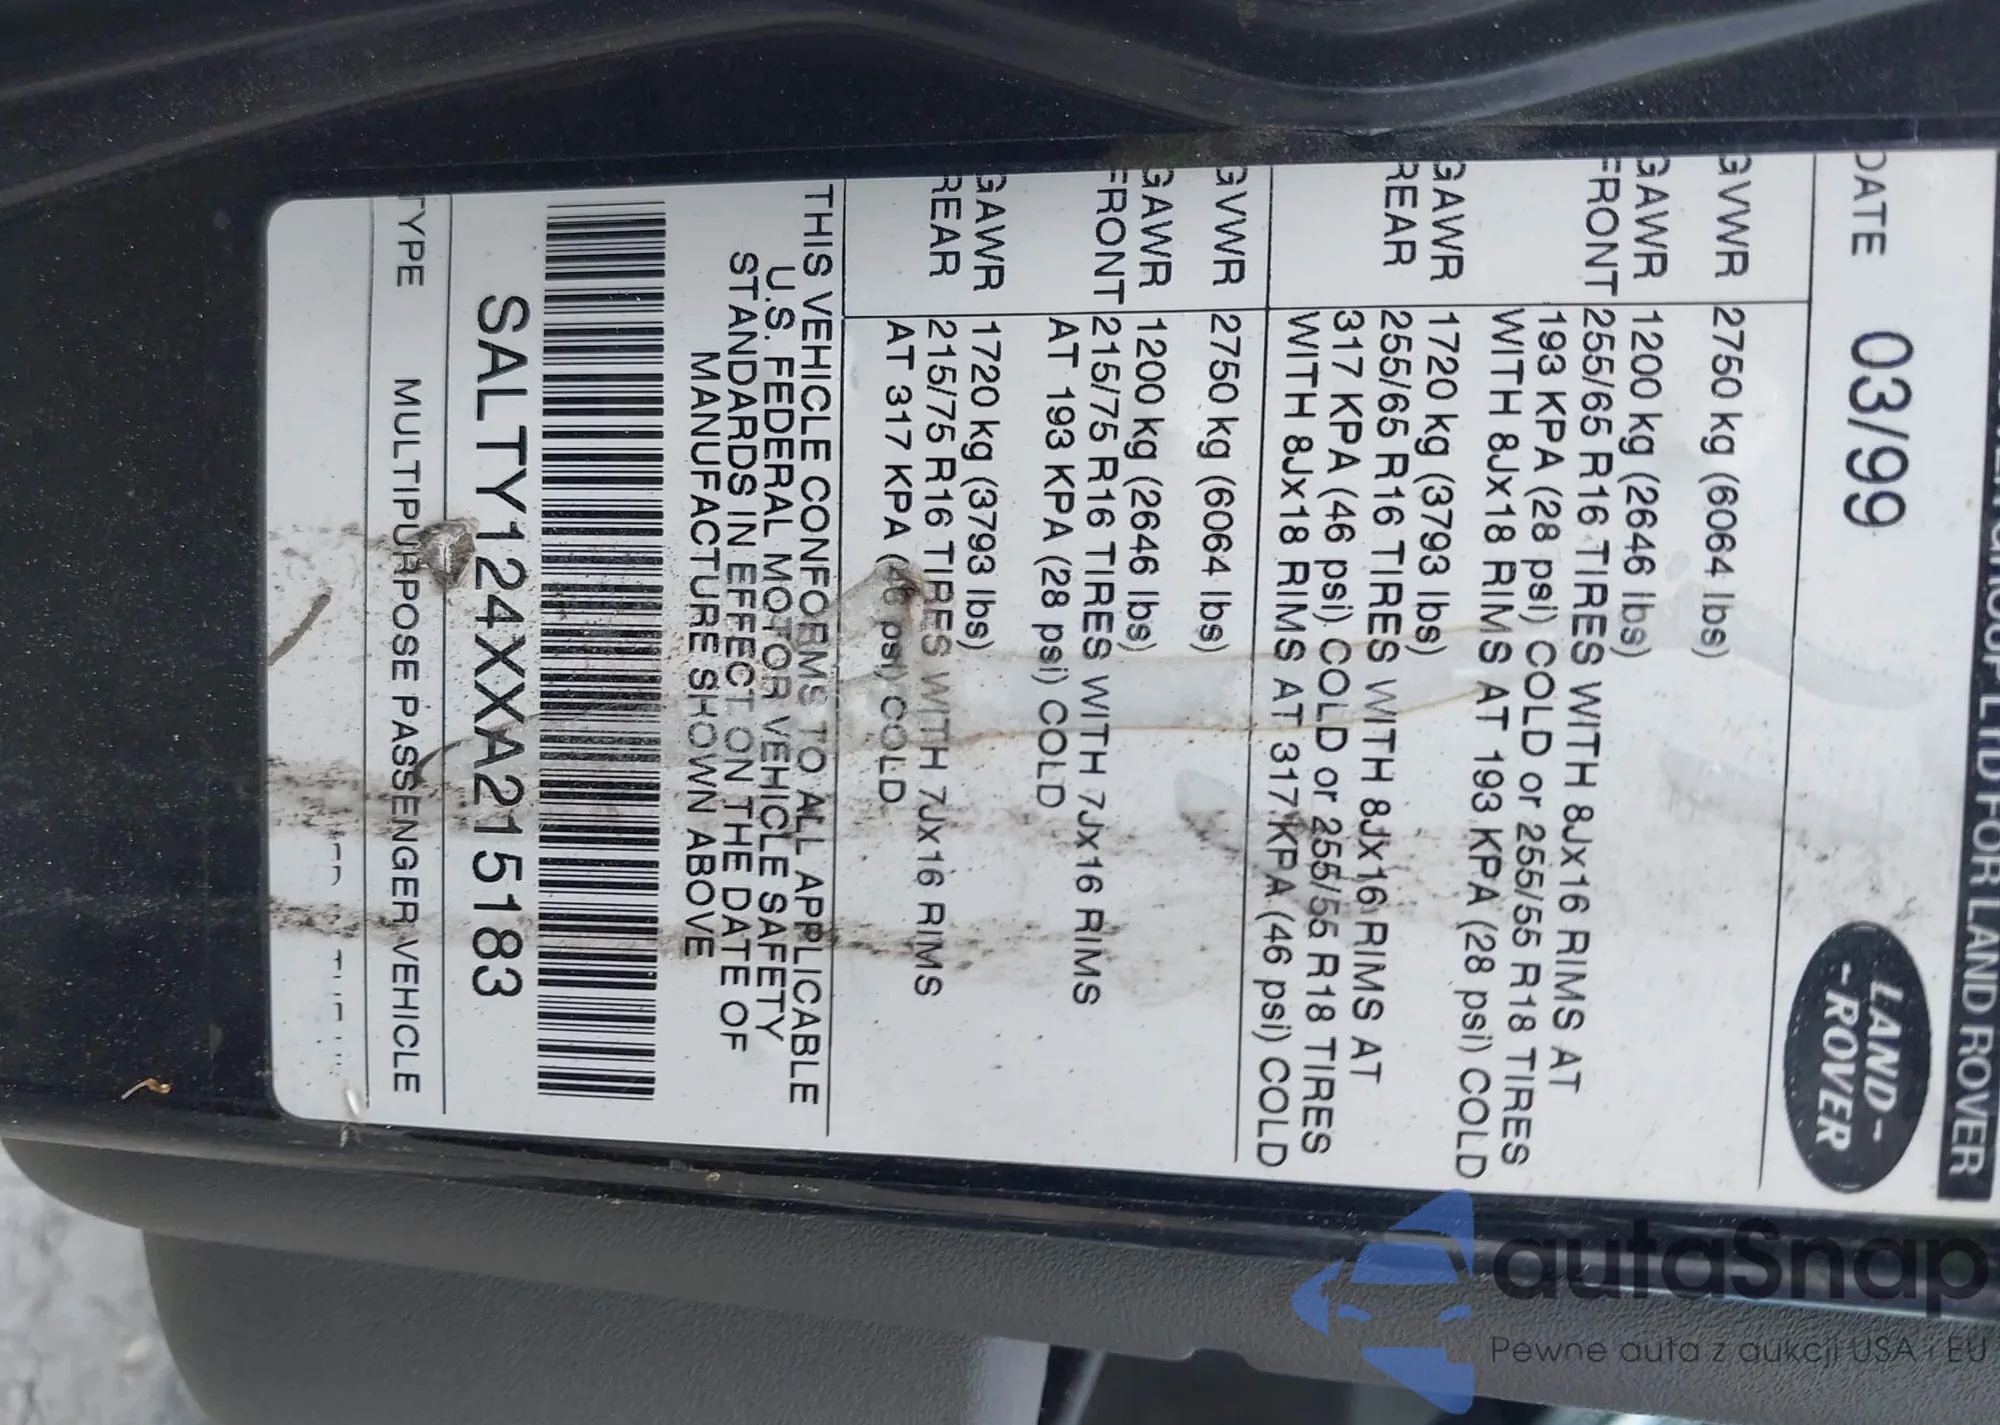 GROUP LTD FOR LAND ROVER
DATE 03/99
LAND-
-ROVER
GVWR 2750 kg (6064 lbs)
GAWR 1200 kg (2646 lbs)
FRONT 255/65 R16 TIRES WITH 8Jx16 RIMS AT
193 KPA (28 psi) COLD or 255/55 R18 TIRES
WITH 8Jx18 RIMS AT 193 KPA (28 psi) COLD
GAWR 1720 kg (3793 lbs)
REAR 255/65 R16 TIRES WITH 8Jx16 RIMS AT
317 KPA (46 psi) COLD or 255/55 R18 TIRES
WITH 8Jx18 RIMS AT 317 KPA (46 psi) COLD
GVWR 2750 kg (6064 lbs)
GAWR 1200 kg (2646 lbs)
FRONT 215/75 R16 TIRES WITH 7Jx16 RIMS
AT 193 KPA (28 psi) COLD
GAWR 1720 kg (3793 lbs)
REAR 215/75 R16 TIRES WITH 7Jx16 RIMS
AT 317 KPA (46 psi) COLD
THIS VEHICLE CONFORMS TO ALL APPLICABLE
U.S. FEDERAL MOTOR VEHICLE SAFETY
STANDARDS IN EFFECT ON THE DATE OF
MANUFACTURE SHOWN ABOVE
SALTY124XXA215183
TYPE MULTIPURPOSE PASSENGER VEHICLE
autaSnap
Pewne auta z aukcji USA i EU